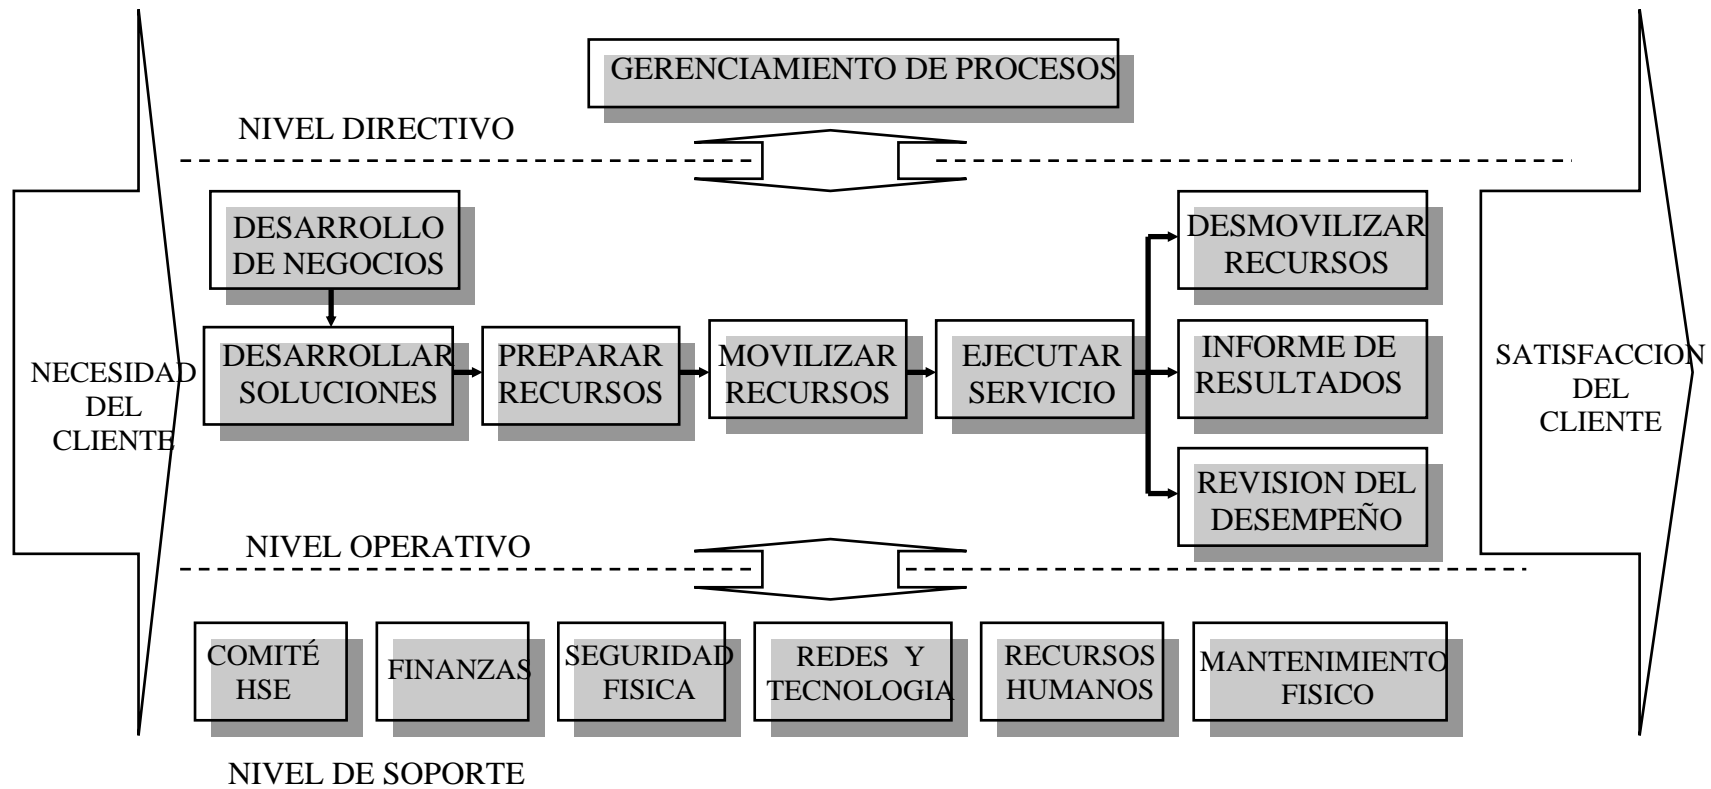 GERENCIAMIENTO DE PROCESOS
NIVEL DIRECTIVO
NECESIDAD
DEL
CLIENTE
DESARROLLO
DE NEGOCIOS
DESARROLLAR
SOLUCIONES
PREPARAR
RECURSOS
MOVILIZAR
RECURSOS
EJECUTAR
SERVICIO
DESMOVILIZAR
RECURSOS
INFORME DE
RESULTADOS
REVISION DEL
DESEMPEÑO
SATISFACCION
DEL
CLIENTE
NIVEL OPERATIVO
COMITÉ
HSE
FINANZAS
SEGURIDAD
FISICA
REDES Y
TECNOLOGIA
RECURSOS
HUMANOS
MANTENIMIENTO
FISICO
NIVEL DE SOPORTE